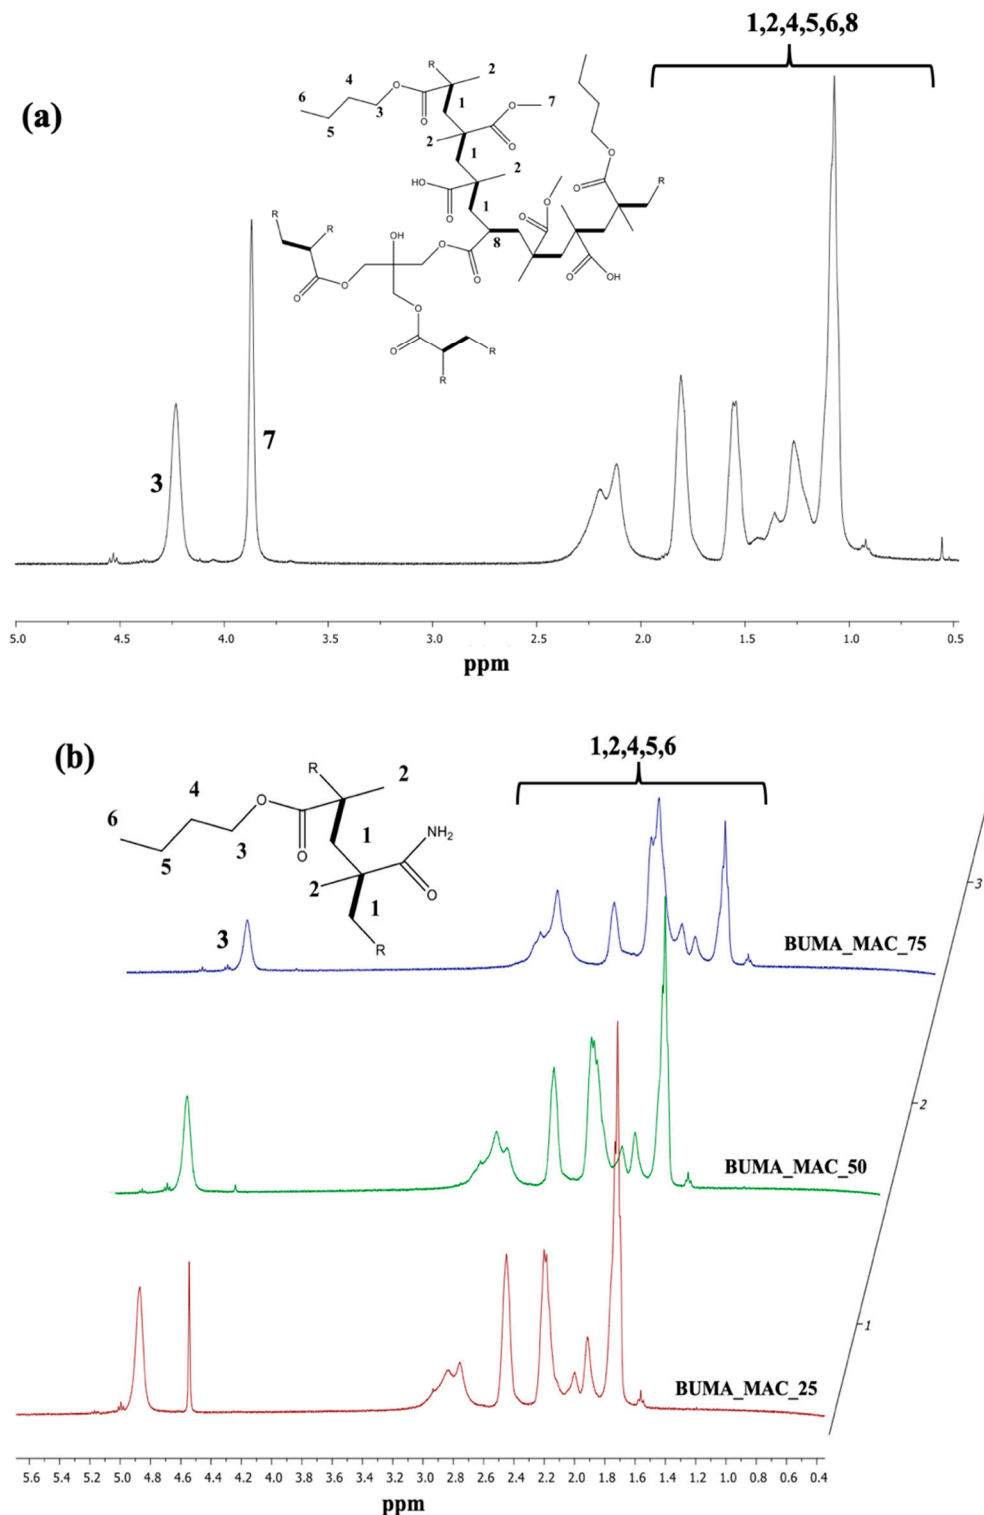 1,2,4,5,6,8
(a)
R
2
4
O
6
1
O
7
3
O
5
O
2
1
O
O
2
HO
R
O
1
O
O
R
R
OH
O
O
8
O
O
O
O
OH
O
O
R
O
R
7
3
5.0 4.5 4.0 3.5 3.0 2.5 2.0 1.5 1.0 0.5
ppm
(b)
1,2,4,5,6
R
2
4
O
6
1
NH2
5
3
O
2
O
1
3
R
3
BUMA_MAC_75
2
BUMA_MAC_50
1
BUMA_MAC_25
5.6 5.4 5.2 5.0 4.8 4.6 4.4 4.2 4.0 3.8 3.6 3.4 3.2 3.0 2.8 2.6 2.4 2.2 2.0 1.8 1.6 1.4 1.2 1.0 0.8 0.6 0.4
ppm